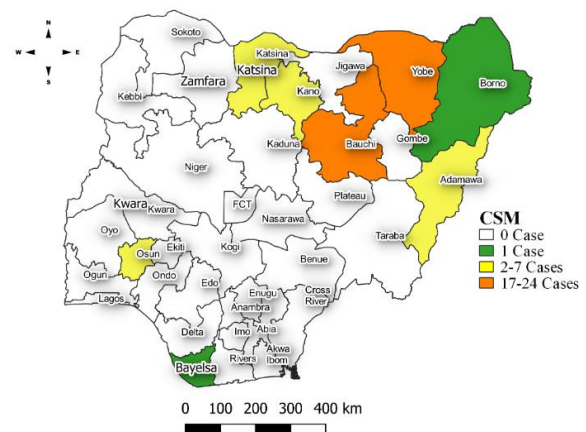 N
W E
S
Sokoto
Katsina
Zamfara
Katsina
Jigawa
Yobe
Borno
Kebbi
Kano
Kaduna
Bauchi
Gombe
Niger
Adamawa
Plateau
FCT
Kwara
Kwara
Nasarawa
Taraba
Oyo
Osun
Ekiti
Kogi
Benue
Ogun
Ondo
Lagos
Edo
Enugu
Cross
River
Anambra
Delta
Imo
Abia
Rivers
Akwa
Ibom
Bayelsa
CSM
0 Case
1 Case
2-7 Cases
17-24 Cases
0 100 200 300 400 km